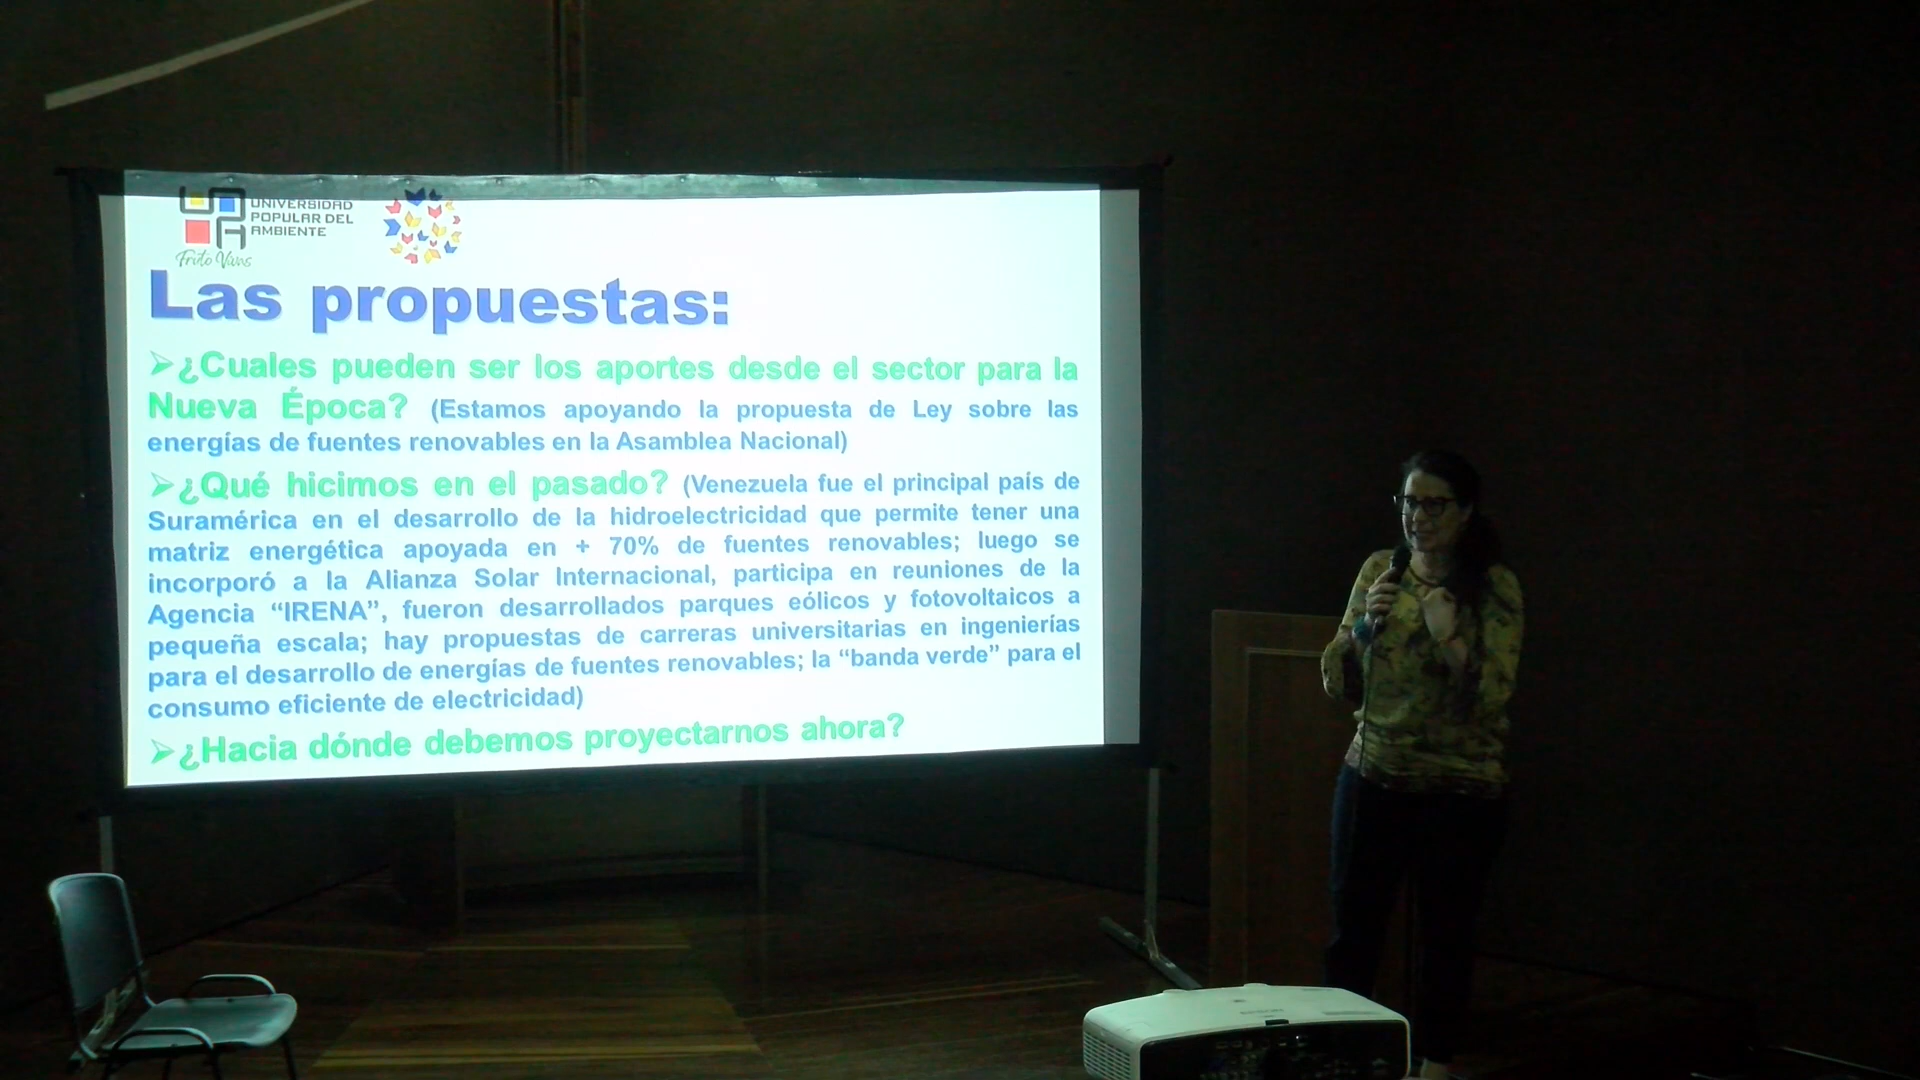 UNIVERSIDAD
POPULAR DEL
AMBIENTE
Fruto Vivas
Las propuestas:
➢¿Cuales pueden ser los aportes desde el sector para la
Nueva Época? (Estamos apoyando la propuesta de Ley sobre las
energías de fuentes renovables en la Asamblea Nacional)
➢¿Qué hicimos en el pasado? (Venezuela fue el principal país de
Suramérica en el desarrollo de la hidroelectricidad que permite tener una
matriz energética apoyada en + 70% de fuentes renovables; luego se
incorporó a la Alianza Solar Internacional, participa en reuniones de la
Agencia “IRENA”, fueron desarrollados parques eólicos y fotovoltaicos a
pequeña escala; hay propuestas de carreras universitarias en ingenierías
para el desarrollo de energías de fuentes renovables; la “banda verde” para el
consumo eficiente de electricidad)
➢¿Hacia dónde debemos proyectarnos ahora?